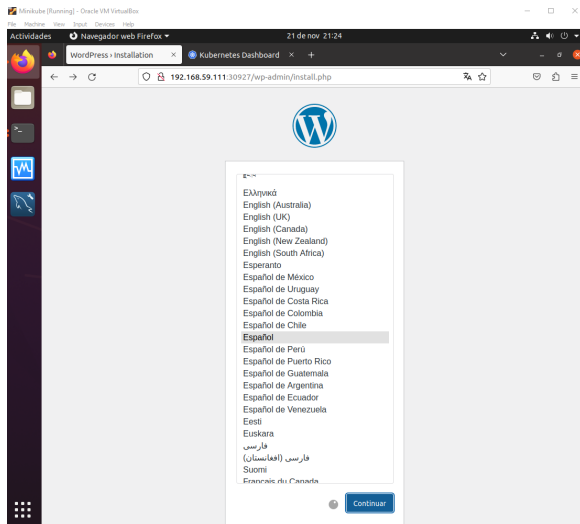 Minikube [Running] - Oracle VM VirtualBox
File Machine View Input Devices Help
Actividades Navegador web Firefox 21 de nov 21:24
WordPress › Installation × Kubernetes Dashboard × +
192.168.59.111:30927/wp-admin/install.php
Ελληνικά
English (Australia)
English (UK)
English (Canada)
English (New Zealand)
English (South Africa)
Esperanto
Español de México
Español de Uruguay
Español de Costa Rica
Español de Colombia
Español de Chile
Español
Español de Perú
Español de Puerto Rico
Español de Guatemala
Español de Argentina
Español de Ecuador
Español de Venezuela
Eesti
Euskara
فارسی
(فارسی (افغانستان
Suomi
Français du Canada
Continuar